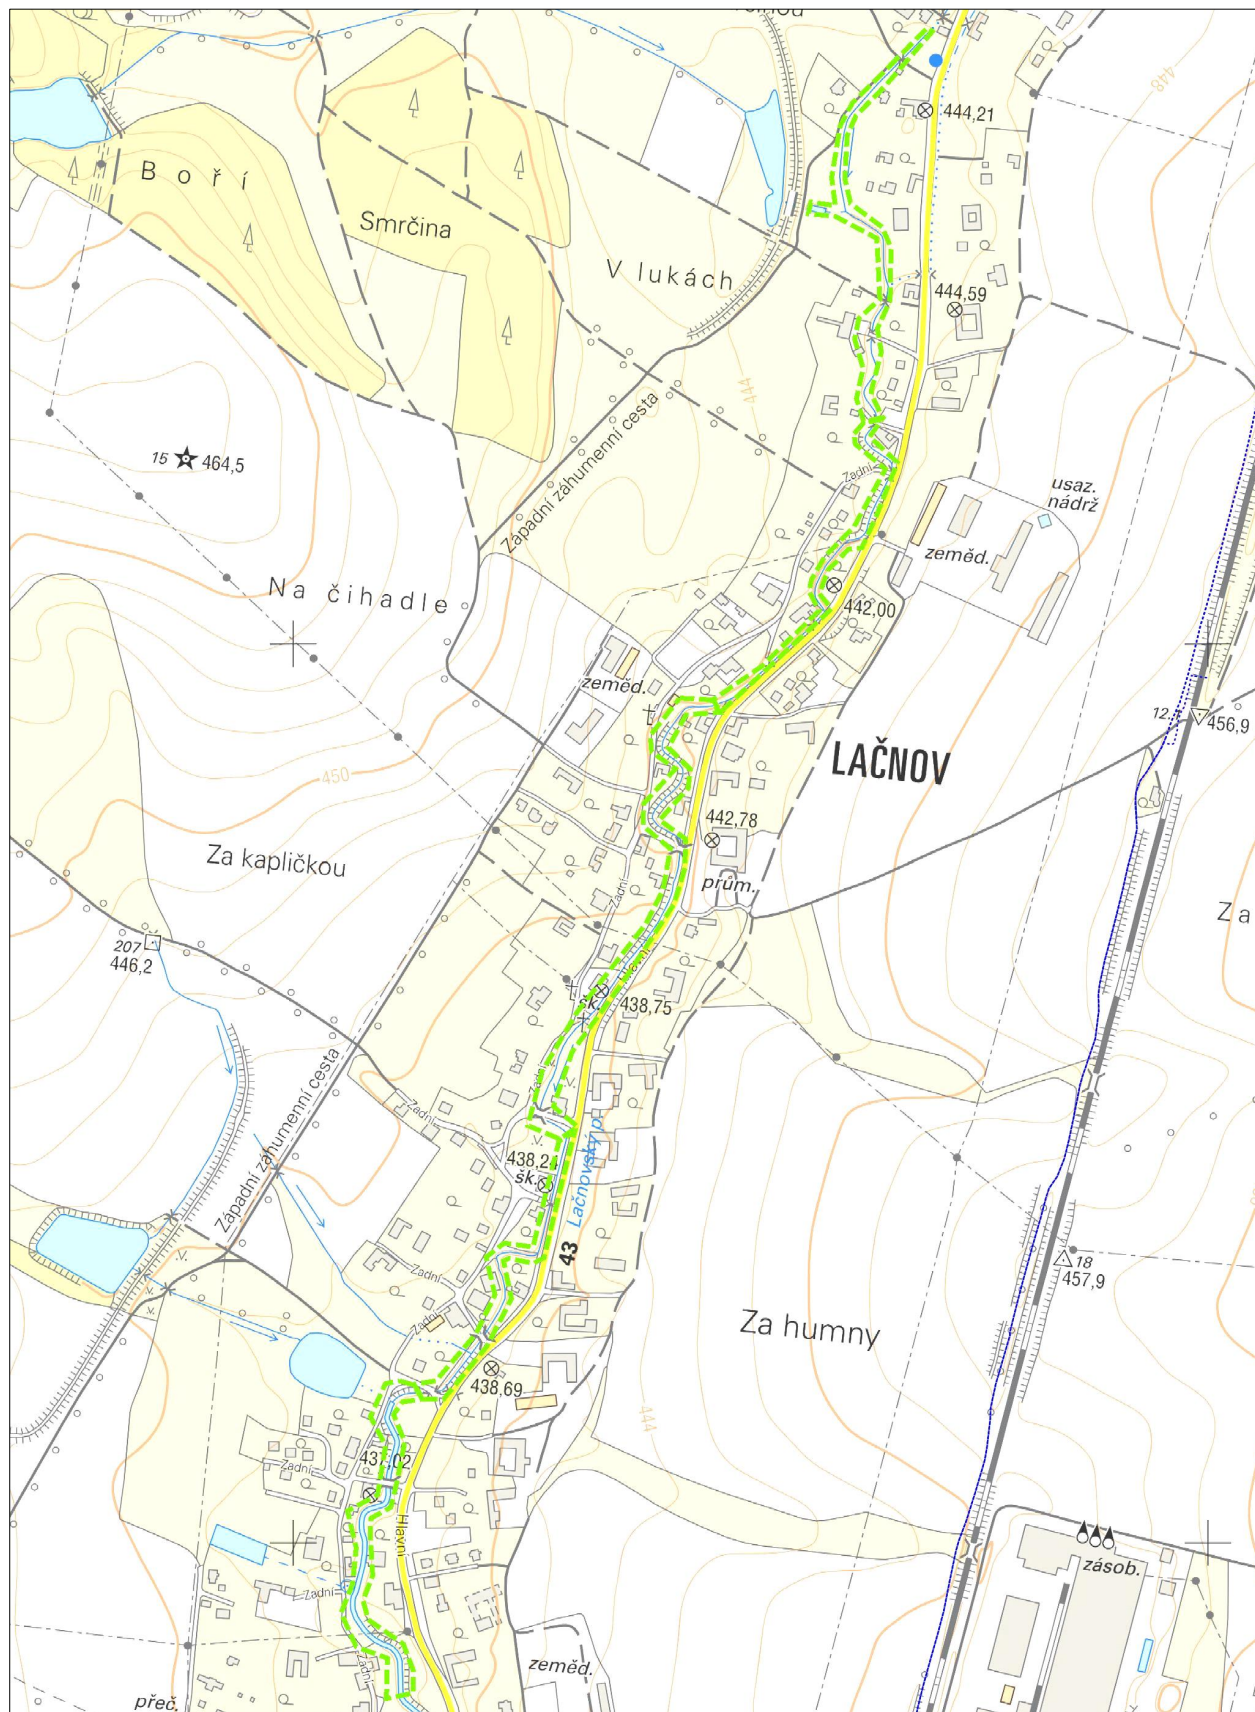 444,21
448
Boří
Smrčina
V lukách
444,59
444
Západní záhumenní cesta
15
464,5
Zadní
usaz.
nádrž
zeměd.
Na čihadle
442,00
zeměd.
12
456,9
LAČNOV
450
442,78
Za kapličkou
prům.
Zadní
Za
207
446,2
Hlavní
šk.
438,75
Západní záhumenní cesta
Zadní
Zadní
Lačnovský p.
438,24
šk.
43
Zadní
18
457,9
Zadní
Za humny
438,69
444
437,02
Zadní
Hlavní
zásob.
Zadní
Zadní
zeměd.
přeč.